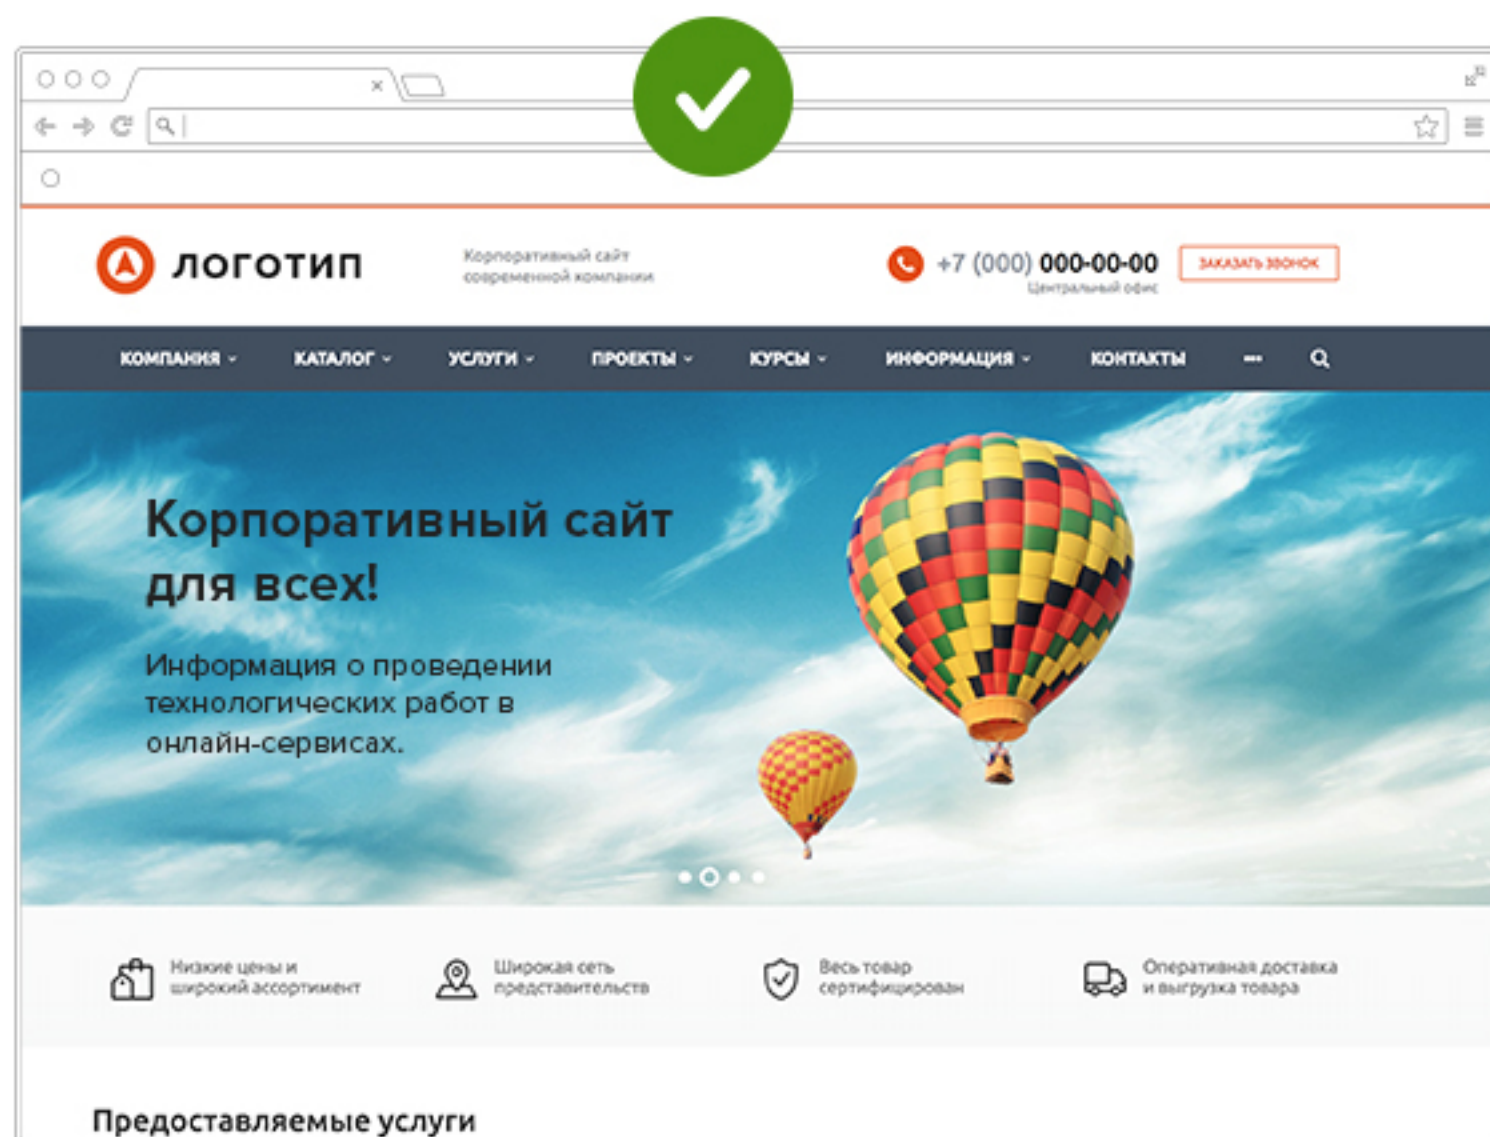 ЛОГОТИП
Корпоративный сайт
современной компании
+7 (000) 000-00-00
Центральный офис
ЗАКАЗАТЬ ЗВОНОК
КОМПАНИЯ
КАТАЛОГ
УСЛУГИ
ПРОЕКТЫ
КУРСЫ
ИНФОРМАЦИЯ
КОНТАКТЫ
Корпоративный сайт
для всех!
Информация о проведении
технологических работ в
онлайн-сервисах.
Низкие цены и
широкий ассортимент
Широкая сеть
представительств
Весь товар
сертифицирован
Оперативная доставка
и выгрузка товара
Предоставляемые услуги